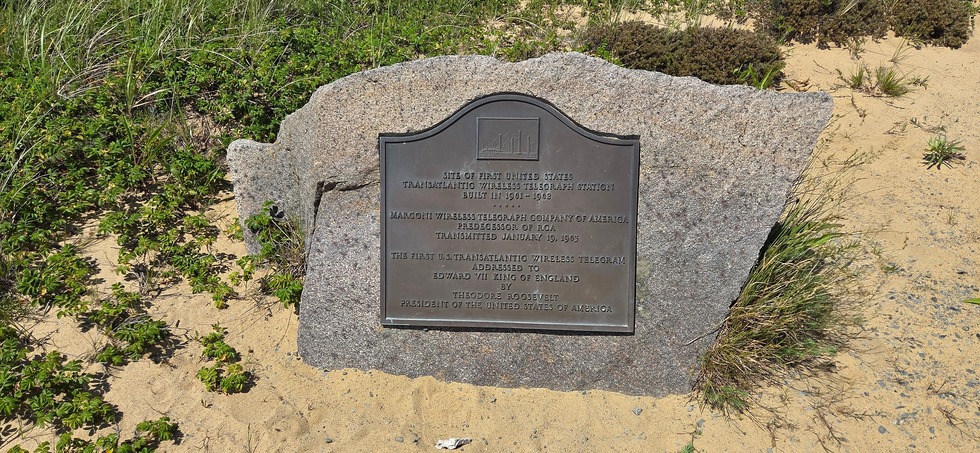 SITE OF FIRST UNITED STATES
TRANSATLANTIC WIRELESS TELEGRAPH STATION
BUILT IN 1901 - 1902
· · · · ·
MARCONI WIRELESS TELEGRAPH COMPANY OF AMERICA
PREDECESSOR OF RCA
TRANSMITTED JANUARY 19, 1903
THE FIRST U.S. TRANSATLANTIC WIRELESS TELEGRAM
ADDRESSED TO
EDWARD VII KING OF ENGLAND
BY
THEODORE ROOSEVELT
PRESIDENT OF THE UNITED STATES OF AMERICA